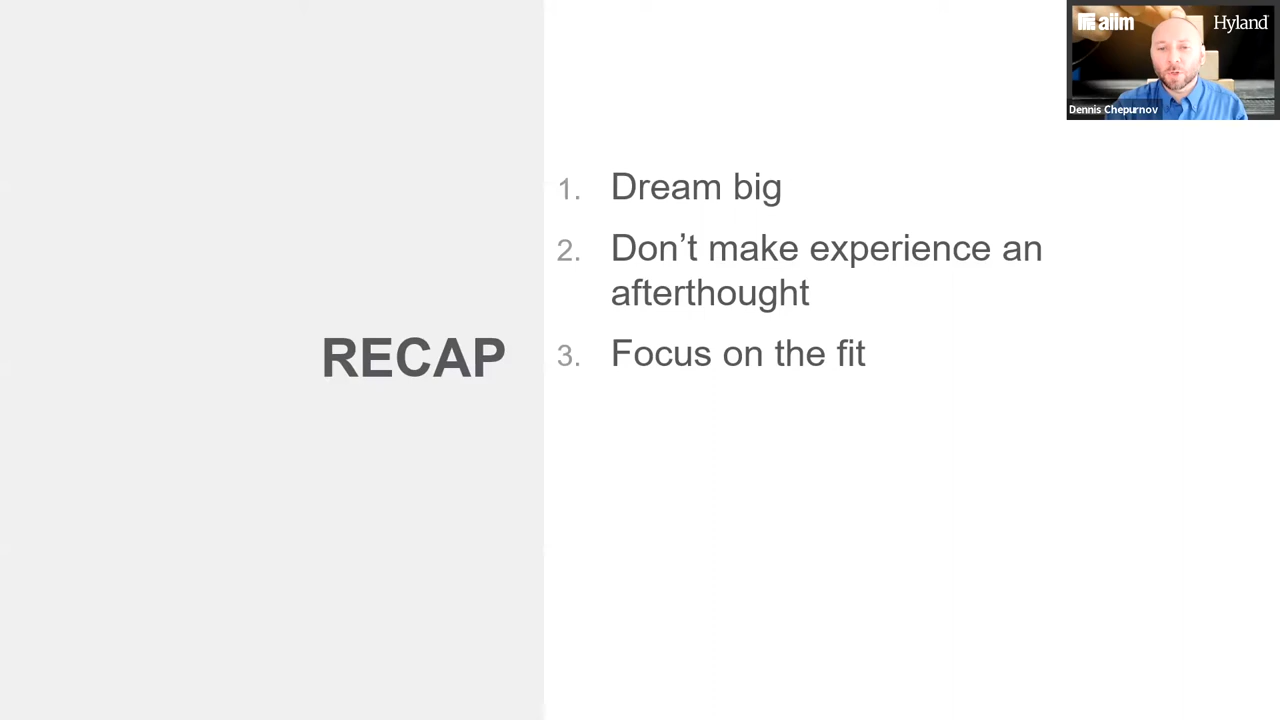 aiim
Hyland
Dennis Chepurnov
1. Dream big
2. Don’t make experience an
afterthought
RECAP
3. Focus on the fit